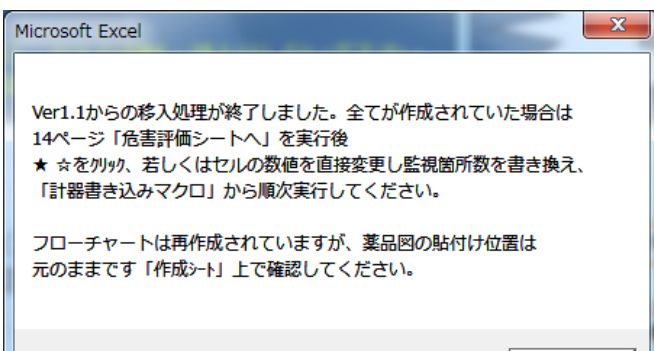 Microsoft Excel
Ver1.1からの移入処理が終了しました。全てが作成されていた場合は
14ページ「危害評価シートへ」を実行後
★ ☆をｸﾘｯｸ、若しくはセルの数値を直接変更し監視箇所数を書き換え、
「計器書き込みマクロ」から順次実行してください。
フローチャートは再作成されていますが、薬品図の貼付け位置は
元のままです「作成ｼｰﾄ」上で確認してください。